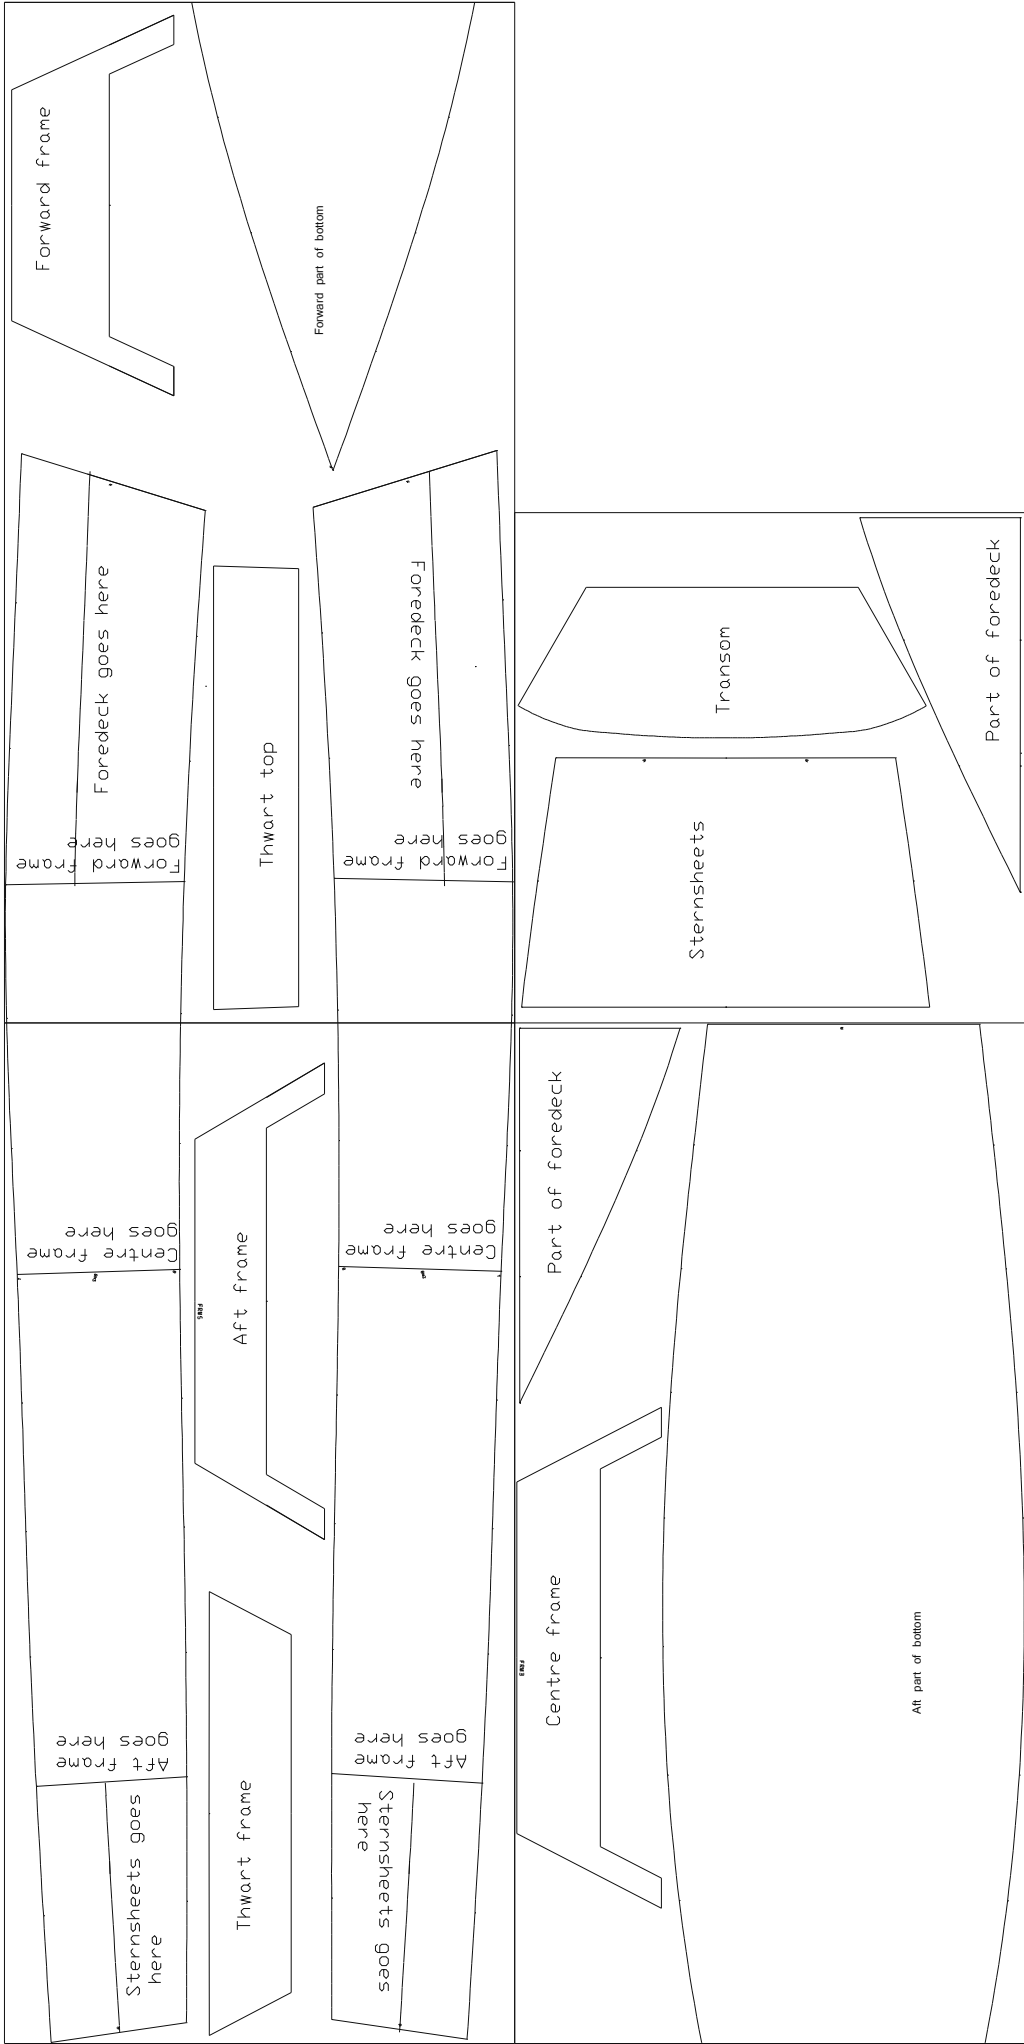 Forward frame
Forward part of bottom
Foredeck goes here
Foredeck goes here
Thwart top
Forward frame
goes here
Forward frame
goes here
Transom
Part of foredeck
Sternsheets
Part of foredeck
Centre frame
goes here
Centre frame
goes here
Aft frame
FRM5
Centre frame
FRM3
Aft part of bottom
Aft frame
goes here
Aft frame
goes here
Sternsheets goes
here
Thwart frame
Sternsheets goes
here